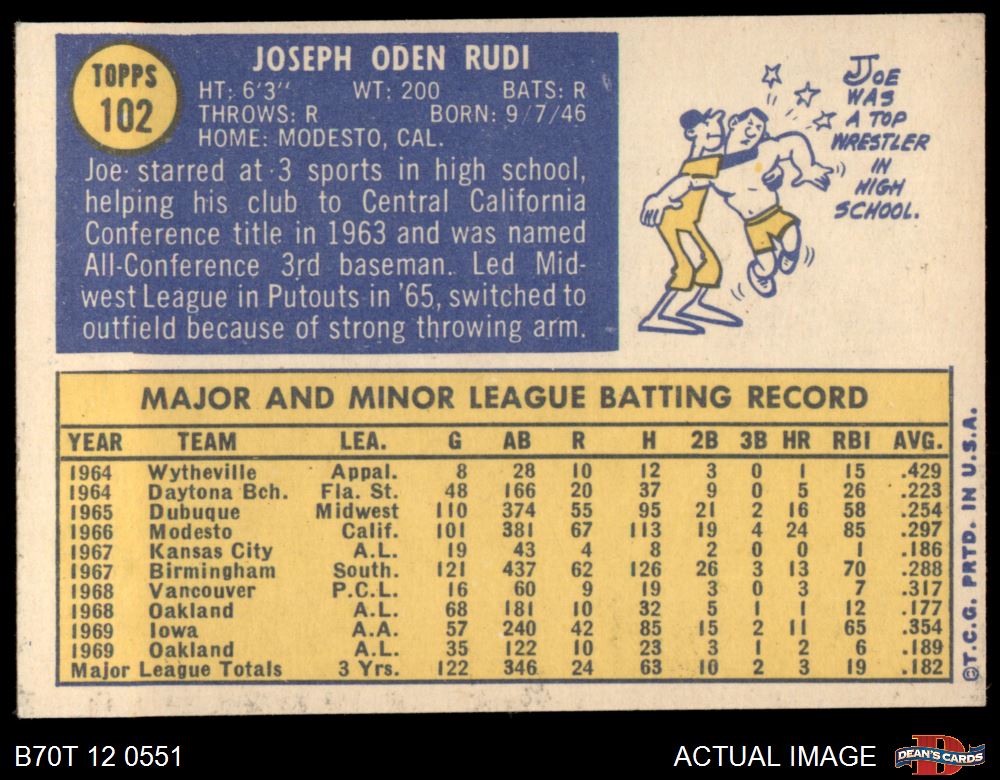 TOPPS
102
JOSEPH ODEN RUDI
HT: 6'3" WT: 200 BATS: R
THROWS: R BORN: 9/7/46
HOME: MODESTO, CAL.
Joe starred at 3 sports in high school,
helping his club to Central California
Conference title in 1963 and was named
All-Conference 3rd baseman. Led Mid-
west League in Putouts in '65, switched to
outfield because of strong throwing arm.
JOE
WAS
A TOP
WRESTLER
IN
HIGH
SCHOOL.
MAJOR AND MINOR LEAGUE BATTING RECORD
YEAR TEAM LEA. G AB R H 2B 3B HR RBI AVG.
1964 Wytheville Appal. 8 28 10 12 3 0 1 15 .429
1964 Daytona Bch. Fla. St. 48 166 20 37 9 0 5 26 .223
1965 Dubuque Midwest 110 374 55 95 21 2 16 58 .254
1966 Modesto Calif. 101 381 67 113 19 4 24 85 .297
1967 Kansas City A.L. 19 43 4 8 2 0 0 1 .186
1967 Birmingham South. 121 437 62 126 26 3 13 70 .288
1968 Vancouver P.C.L. 16 60 9 19 3 0 3 7 .317
1968 Oakland A.L. 68 181 10 32 5 1 1 12 .177
1969 Iowa A.A. 57 240 42 85 15 2 11 65 .354
1969 Oakland A.L. 35 122 10 23 3 1 2 6 .189
Major League Totals 3 Yrs. 122 346 24 63 10 2 3 19 .182
©T.C.G. PRTD. IN U.S.A.
B70T 12 0551
ACTUAL IMAGE
D
DEAN'S CARDS